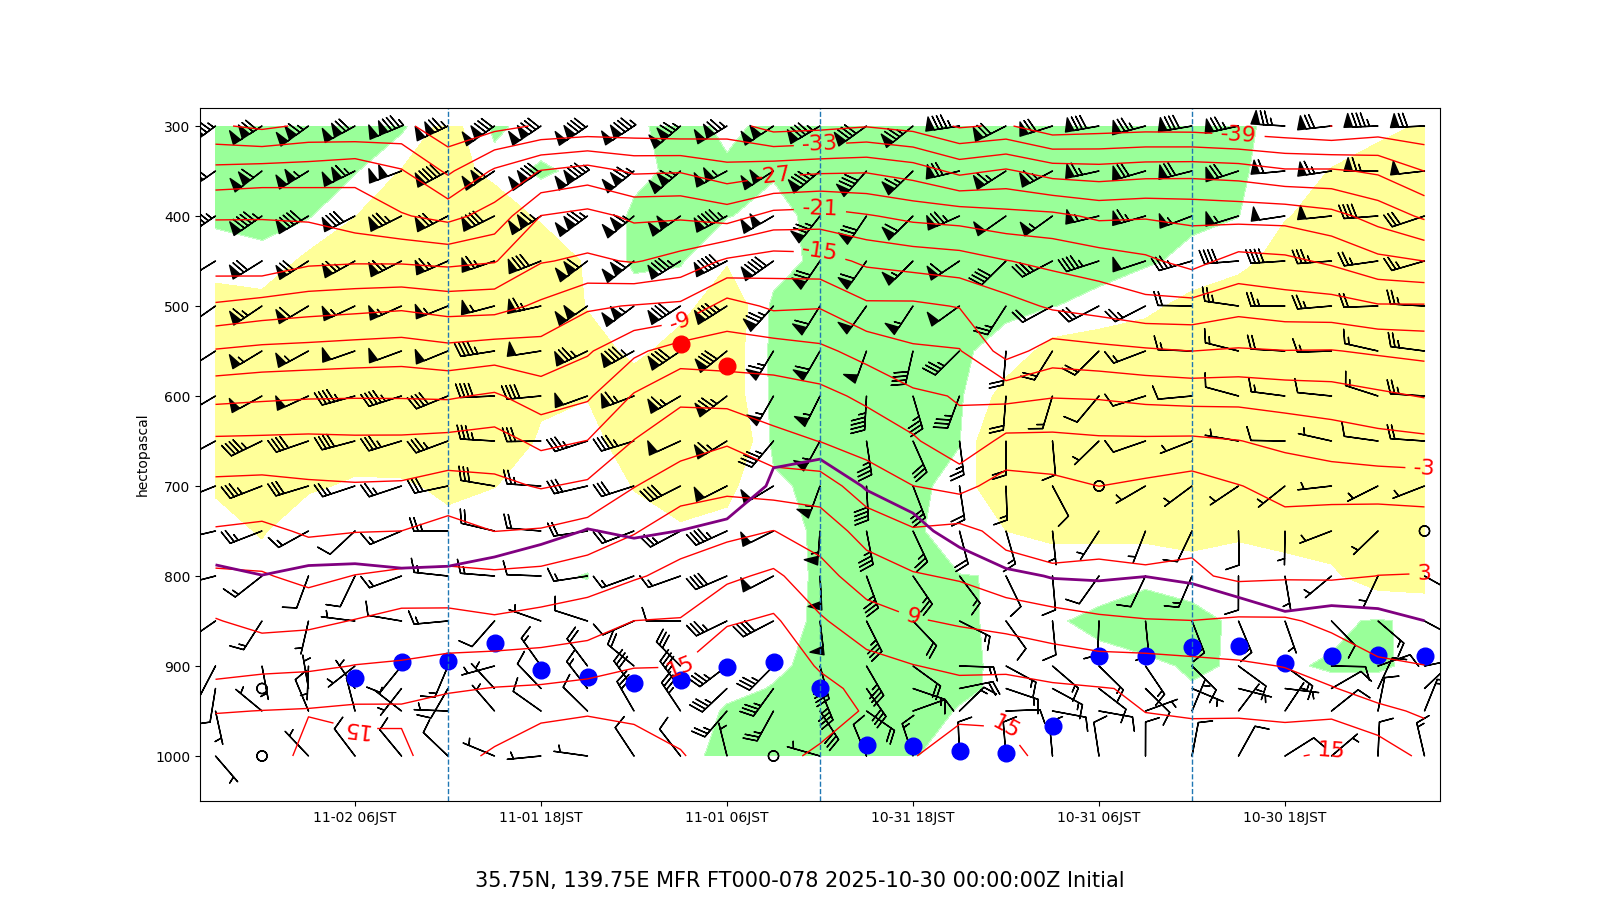 300
400
500
600
700
800
900
1000
hectopascal
-39
-33
-27
-21
-15
-9
-3
3
9
15
15
15
15
11-02 06JST
11-01 18JST
11-01 06JST
10-31 18JST
10-31 06JST
10-30 18JST
35.75N, 139.75E MFR FT000-078 2025-10-30 00:00:00Z Initial